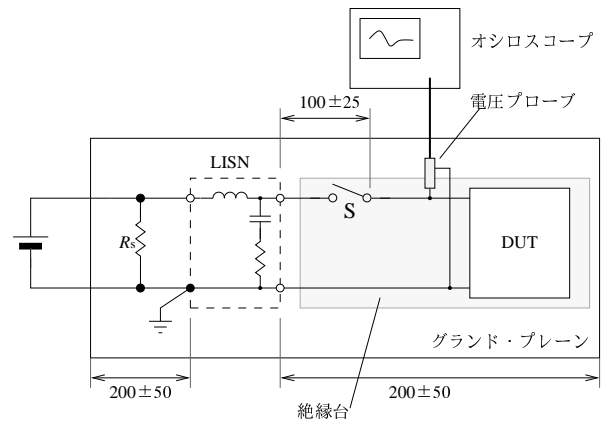 オシロスコープ
100±25
電圧プローブ
LISN
Rs
S
DUT
グランド・プレーン
200±50
200±50
絶縁台